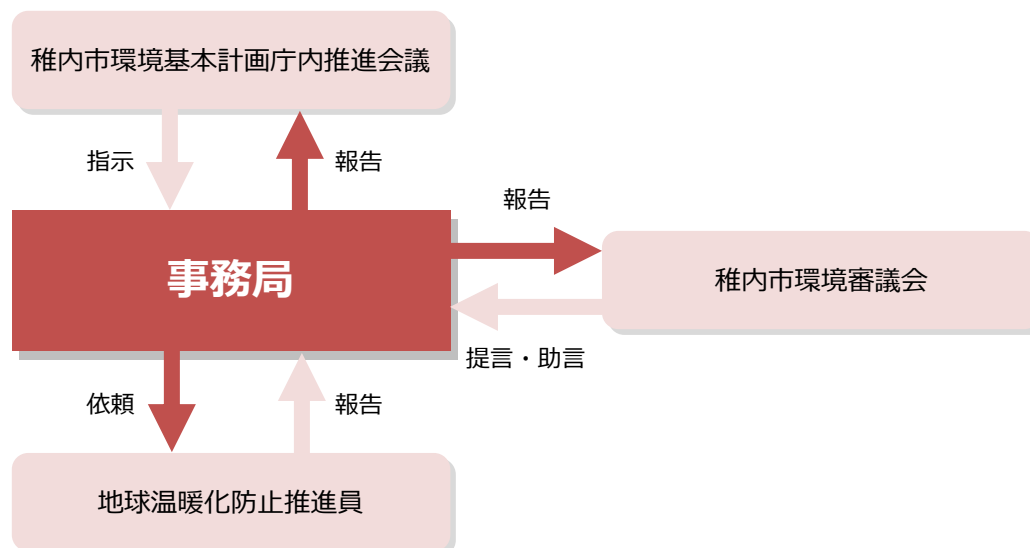 稚内市環境基本計画庁内推進会議
指示
報告
報告
事務局
稚内市環境審議会
提言・助言
依頼
報告
地球温暖化防止推進員